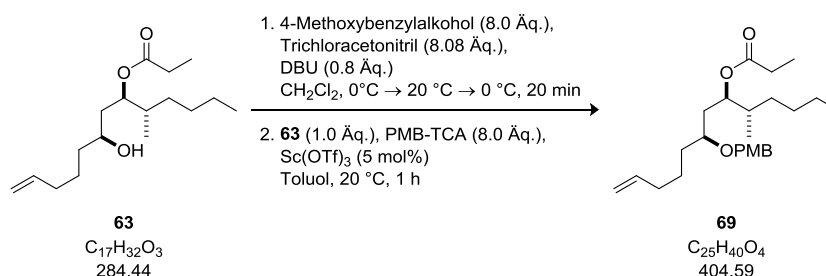 1. 4-Methoxybenzylalkohol (8.0 Äq.),
Trichloracetonitril (8.08 Äq.),
DBU (0.8 Äq.)
CH2Cl2, 0°C → 20 °C → 0 °C, 20 min
2. 63 (1.0 Äq.), PMB-TCA (8.0 Äq.),
Sc(OTf)3 (5 mol%)
Toluol, 20 °C, 1 h
O
O
OH
63
C17H32O3
284.44
O
O
OPMB
69
C25H40O4
404.59